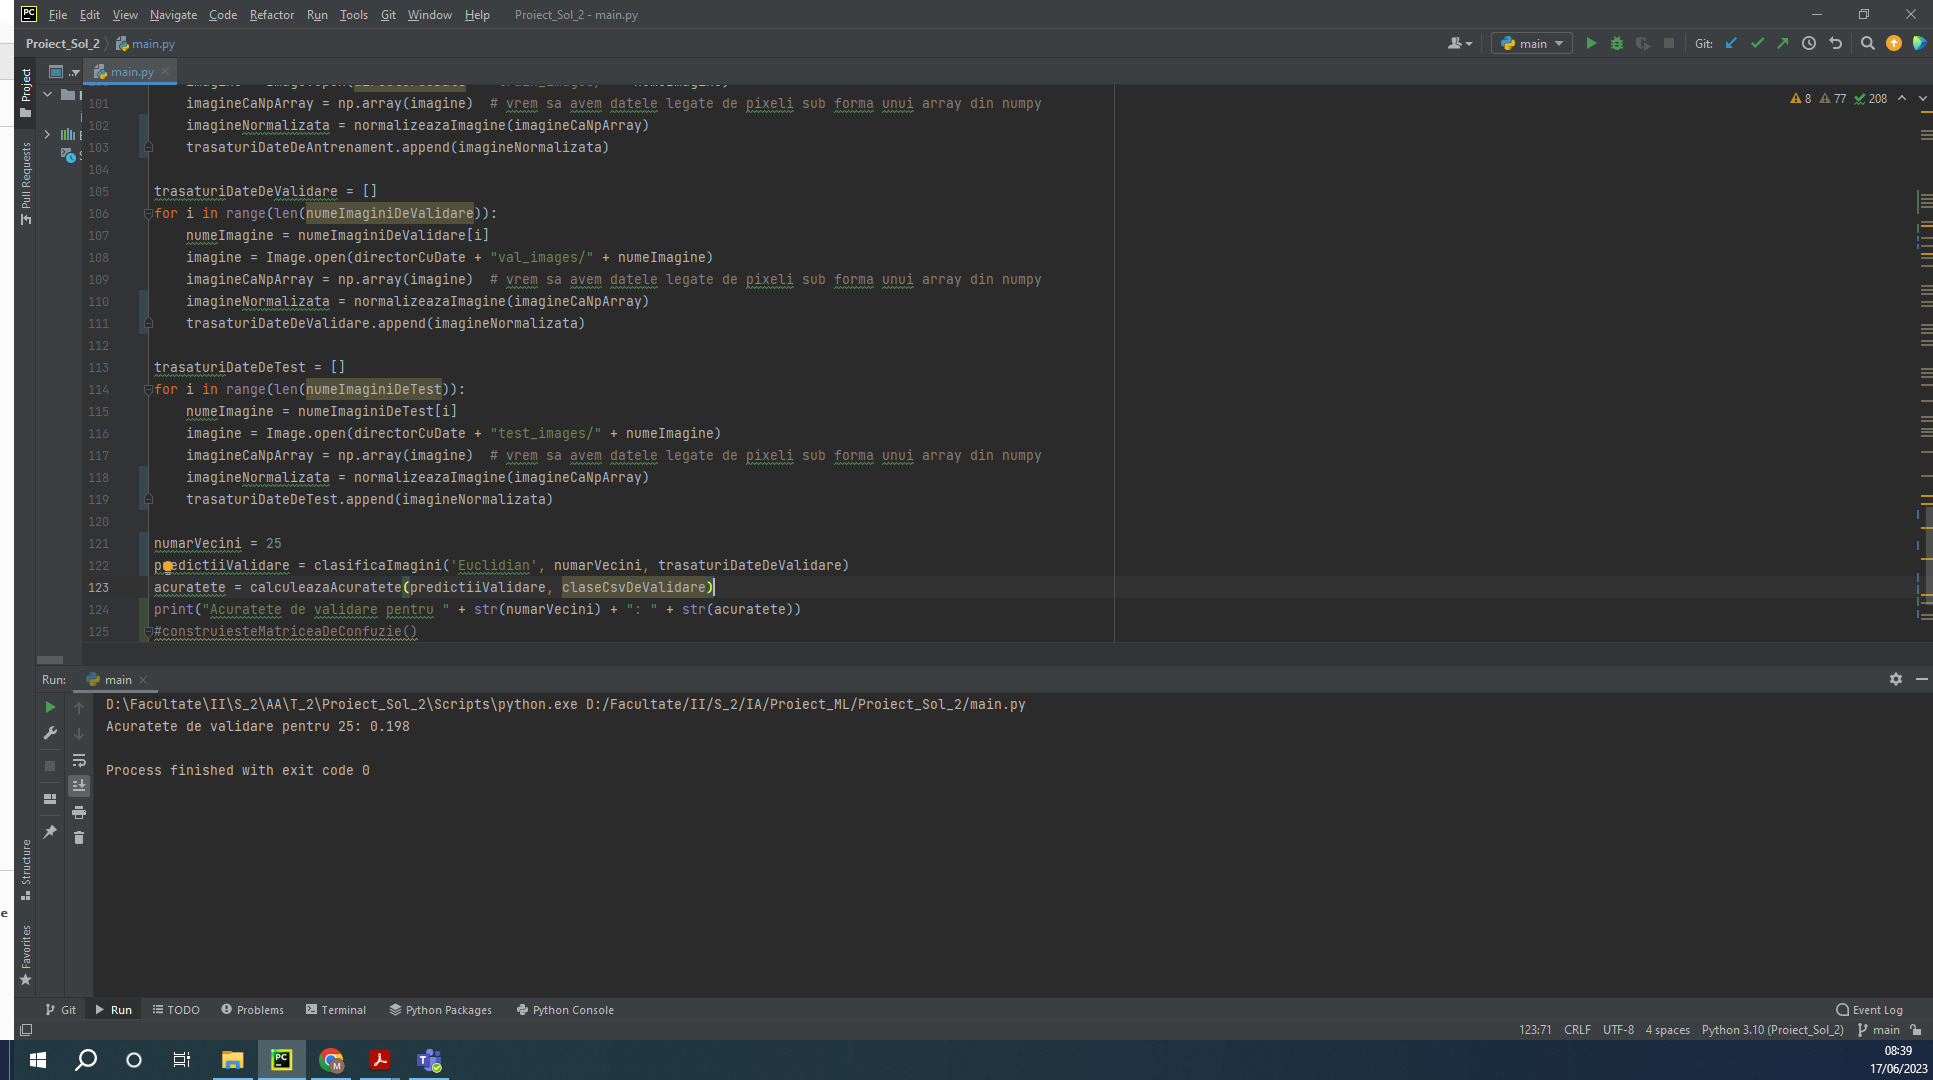 File Edit View Navigate Code Refactor Run Tools Git Window Help Proiect_Sol_2 - main.py
Proiect_Sol_2 main.py
main
Git:
Project
main.py
8 77 208
101 imagineCaNpArray = np.array(imagine)  # vrem sa avem datele legate de pixeli sub forma unui array din numpy
102 imagineNormalizata = normalizeazaImagine(imagineCaNpArray)
103 trasaturiDateDeAntrenament.append(imagineNormalizata)
104
105 trasaturiDateDeValidare = []
106 for i in range(len(numeImaginiDeValidare)):
107 numeImagine = numeImaginiDeValidare[i]
108 imagine = Image.open(directorCuDate + "val_images/" + numeImagine)
109 imagineCaNpArray = np.array(imagine)  # vrem sa avem datele legate de pixeli sub forma unui array din numpy
110 imagineNormalizata = normalizeazaImagine(imagineCaNpArray)
111 trasaturiDateDeValidare.append(imagineNormalizata)
112
113 trasaturiDateDeTest = []
114 for i in range(len(numeImaginiDeTest)):
115 numeImagine = numeImaginiDeTest[i]
116 imagine = Image.open(directorCuDate + "test_images/" + numeImagine)
117 imagineCaNpArray = np.array(imagine)  # vrem sa avem datele legate de pixeli sub forma unui array din numpy
118 imagineNormalizata = normalizeazaImagine(imagineCaNpArray)
119 trasaturiDateDeTest.append(imagineNormalizata)
120
121 numarVecini = 25
122 predictiiValidare = clasificaImagini('Euclidian', numarVecini, trasaturiDateDeValidare)
123 acuratete = calculeazaAcuratete(predictiiValidare, claseCsvDeValidare)
124 print("Acuratete de validare pentru " + str(numarVecini) + ": " + str(acuratete))
125 #construiesteMatriceaDeConfuzie()
Pull Requests
Run: main
D:\Facultate\II\S_2\AA\T_2\Proiect_Sol_2\Scripts\python.exe D:/Facultate/II/S_2/IA/Proiect_ML/Proiect_Sol_2/main.py
Acuratete de validare pentru 25: 0.198
Process finished with exit code 0
Structure
e
Favorites
Git Run TODO Problems Terminal Python Packages Python Console Event Log
123:71 CRLF UTF-8 4 spaces Python 3.10 (Proiect_Sol_2) main
08:39
17/06/2023